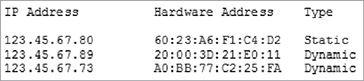 IP Address Hardware Address Type
123.45.67.80 60:23:A6:F1:C4:D2 Static
123.45.67.89 20:00:3D:21:E0:11 Dynamic
123.45.67.73 A0:BB:77:C2:25:FA Dynamic